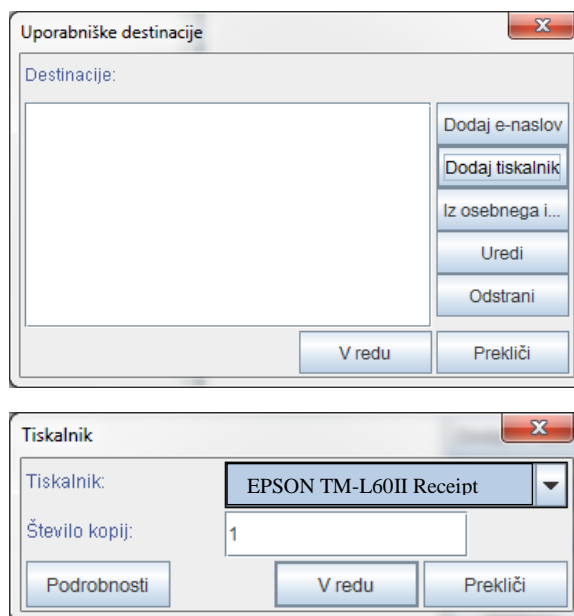 Uporabniške destinacije
Destinacije:
Dodaj e-naslov
Dodaj tiskalnik
Iz osebnega i...
Uredi
Odstrani
V redu
Prekliči
Tiskalnik
Tiskalnik:
EPSON TM-L60II Receipt
Število kopij:
1
Podrobnosti
V redu
Prekliči